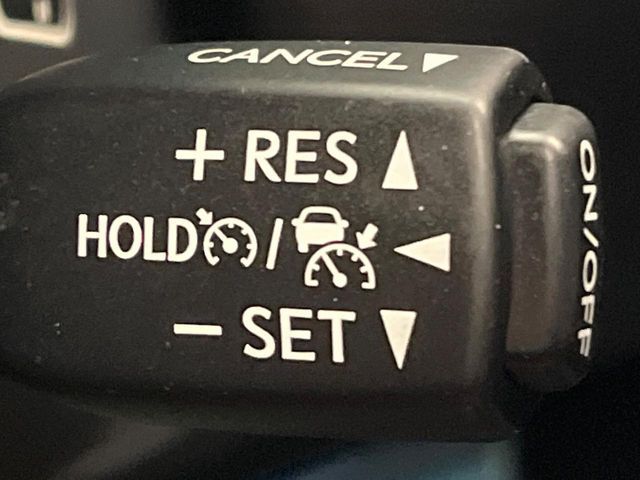 CANCEL ▼
+ RES ▲
HOLD / ◀
- SET ▼
ON/OFF